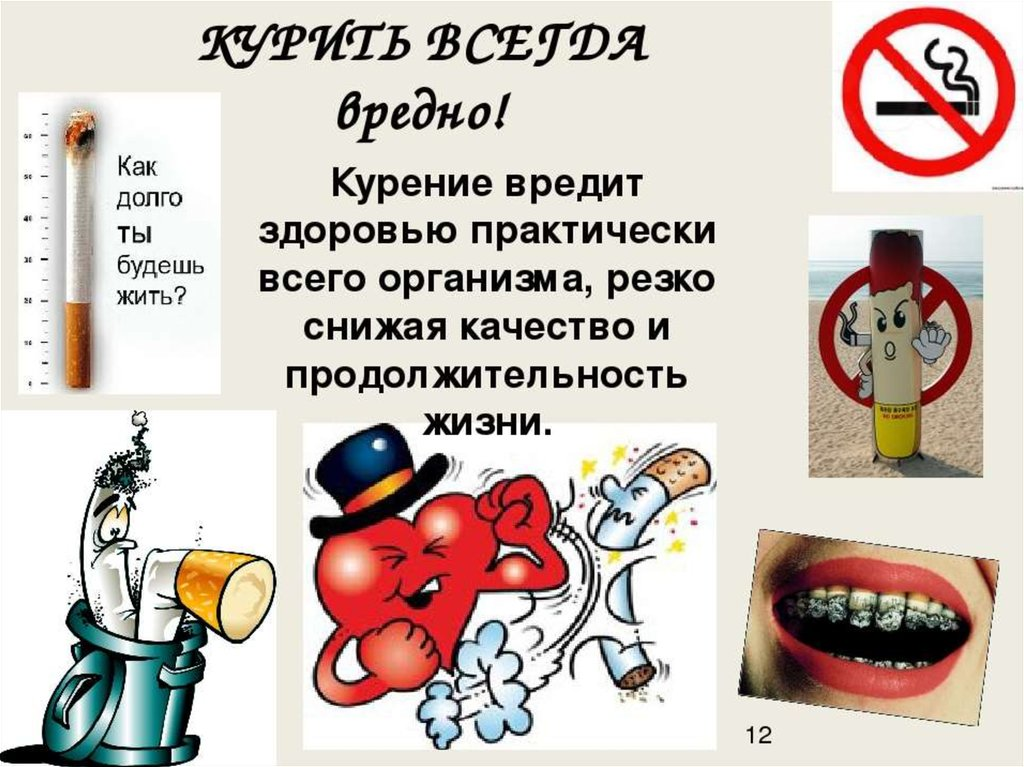 КУРИТЬ ВСЕГДА
вредно!
Как
долго
ты
будешь
жить?
Курение вредит
здоровью практически
всего организма, резко
снижая качество и
продолжительность
жизни.
12